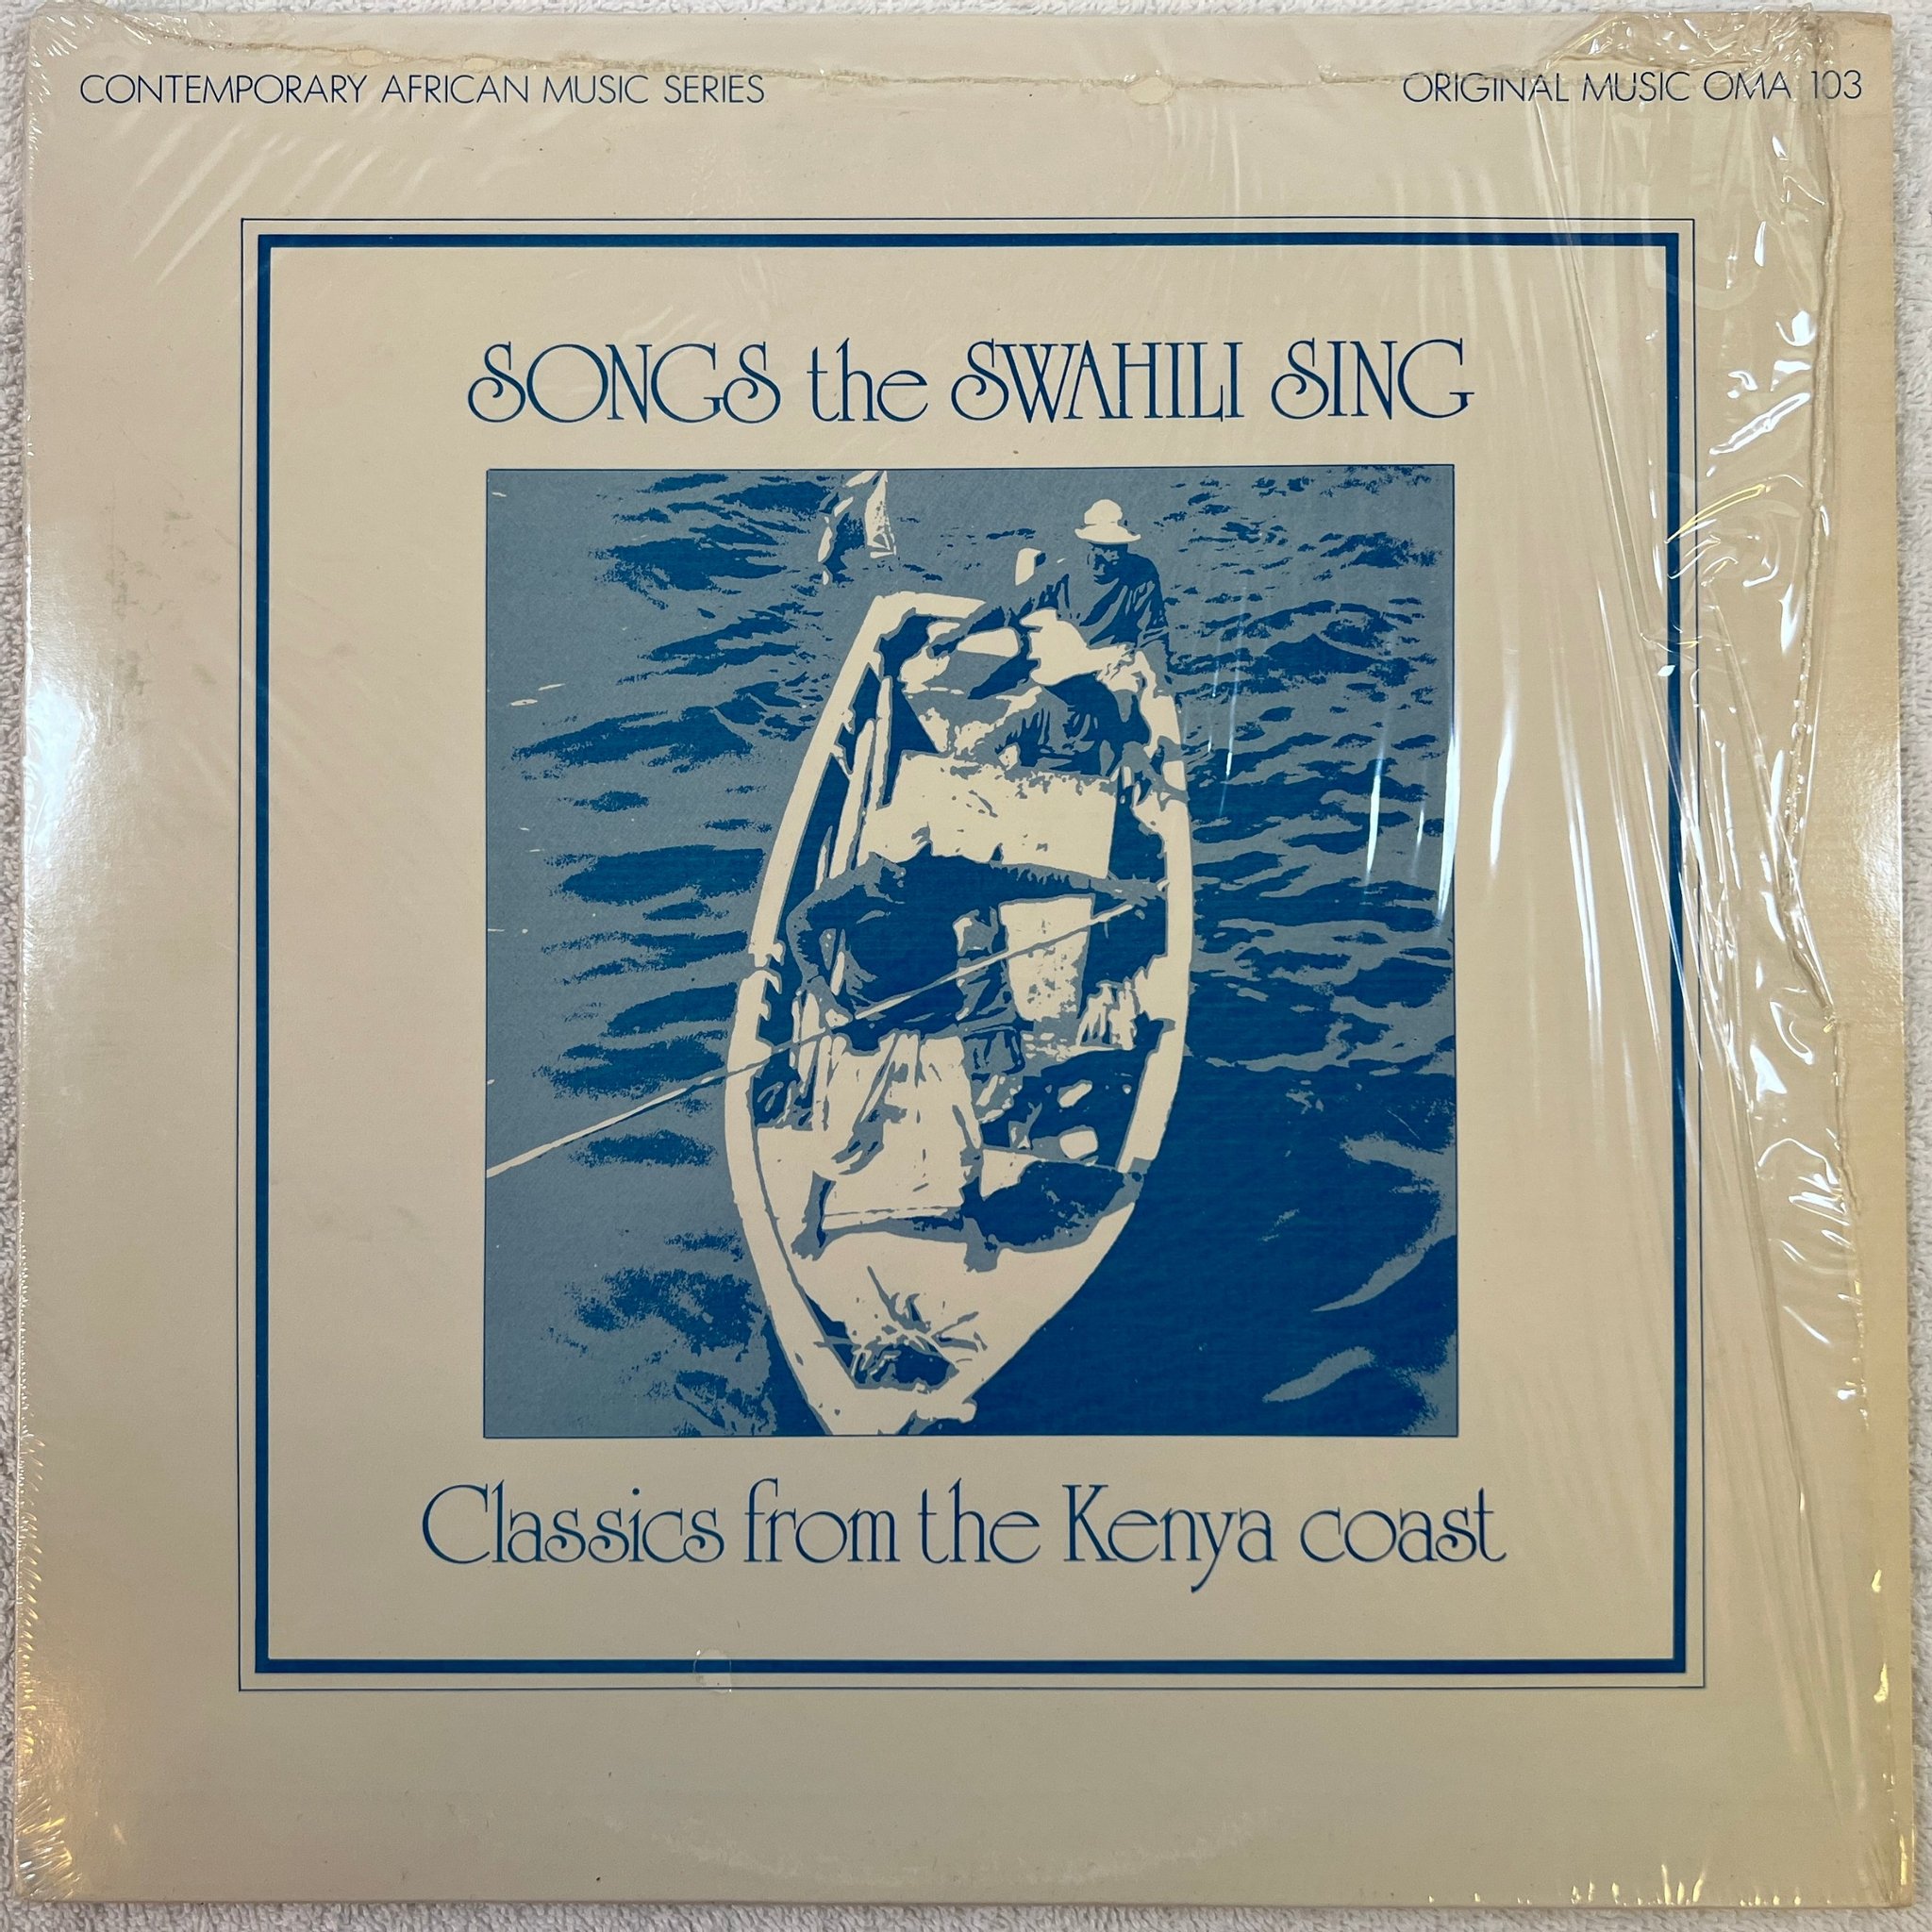 CONTEMPORARY AFRICAN MUSIC SERIES
ORIGINAL MUSIC OMA 103
SONGS the SWAHILI SING
Classics from the Kenya coast